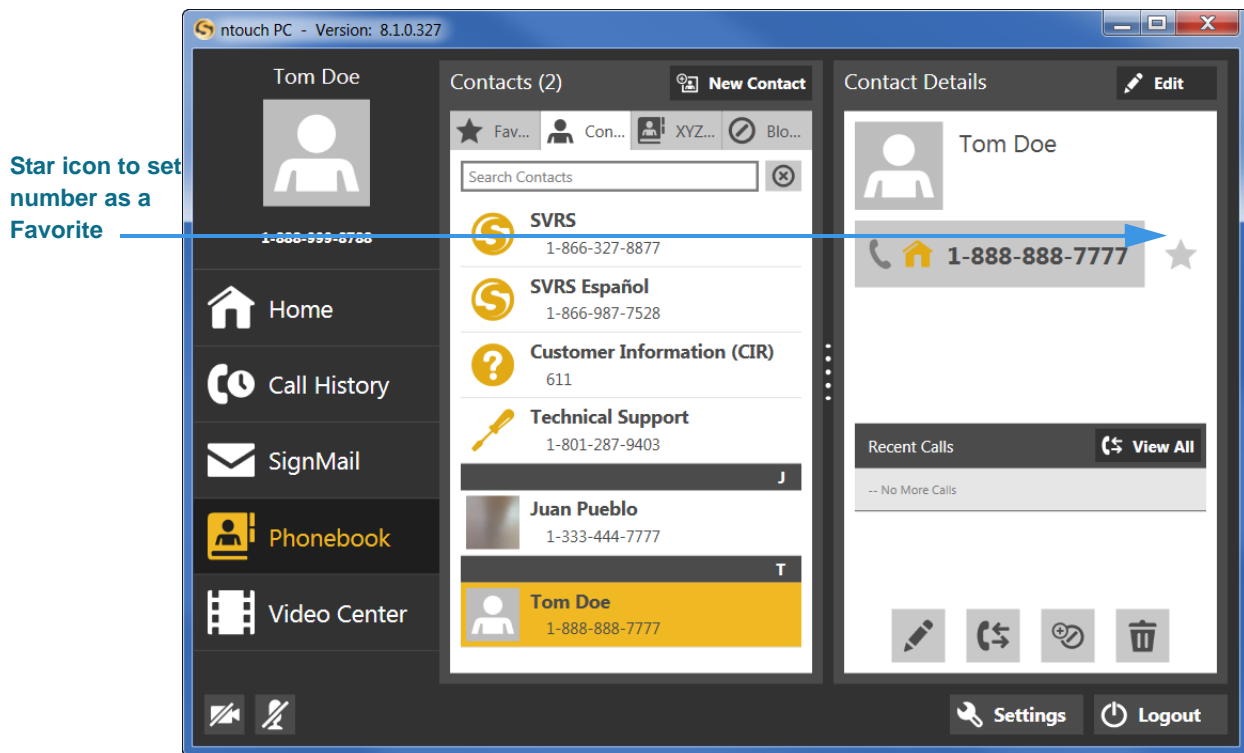 ntouch PC - Version: 8.1.0.327
Star icon to set
number as a
Favorite
Tom Doe
1-888-999-8788
Home
Call History
SignMail
Phonebook
Video Center
Contacts (2)
New Contact
Fav...
Con...
XYZ...
Blo...
Search Contacts
SVRS
1-866-327-8877
SVRS Español
1-866-987-7528
Customer Information (CIR)
611
Technical Support
1-801-287-9403
J
Juan Pueblo
1-333-444-7777
T
Tom Doe
1-888-888-7777
Contact Details
Edit
Tom Doe
1-888-888-7777
Recent Calls
View All
-- No More Calls
Settings
Logout